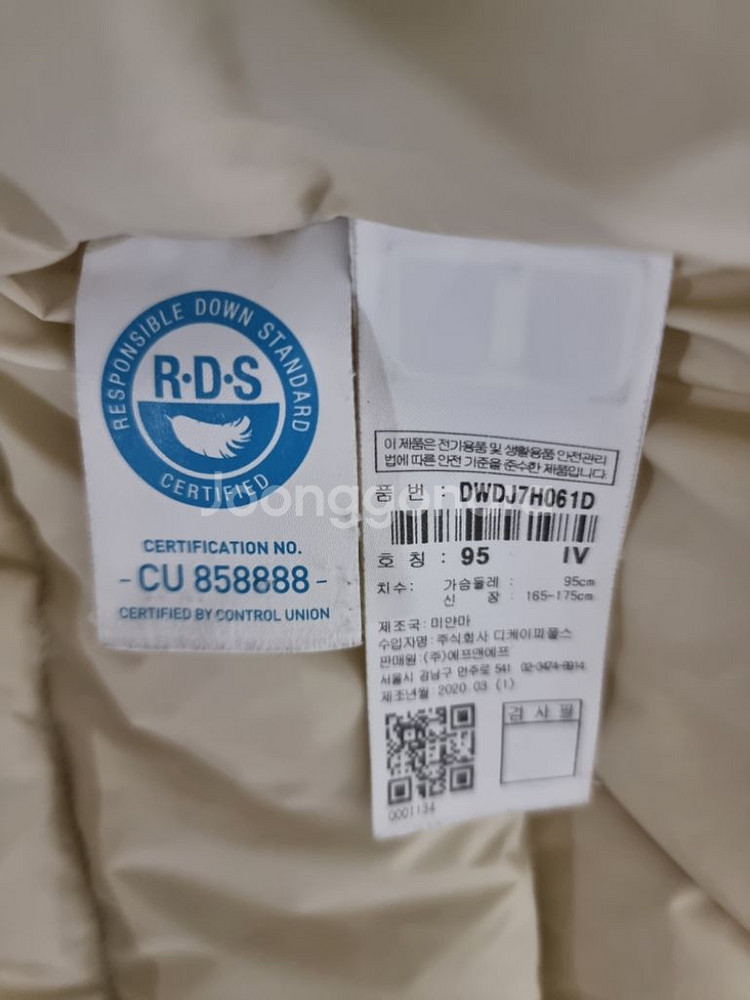 RESPONSIBLE DOWN STANDARD
R·D·S
CERTIFIED
CERTIFICATION NO.
- CU 858888 -
CERTIFIED BY CONTROL UNION
이 제품은 전기용품 및 생활용품 안전관리
법에 따른 안전 기준을 준수한 제품입니다.
품 번 : DWDJ7H061D
호 칭 : 95 IV
치수: 가슴둘레 : 95cm
신 장 : 165-175cm
제조국: 미얀마
수입자명: 주식회사 디케이피플스
판매원: (주)에프앤에프
서울시 강남구 언주로 541 02-3474-8914
제조년월 2020.03 (1)
검 사 필
0001134